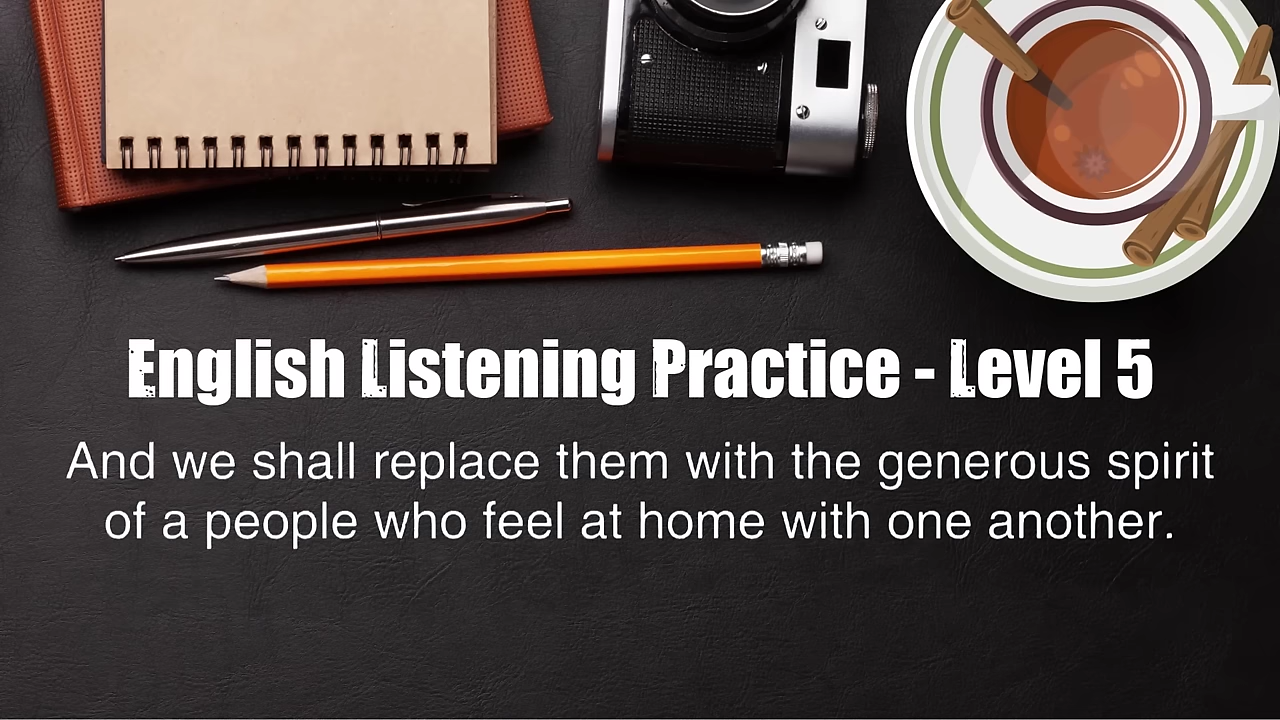 English Listening Practice - Level 5
And we shall replace them with the generous spirit
of a people who feel at home with one another.